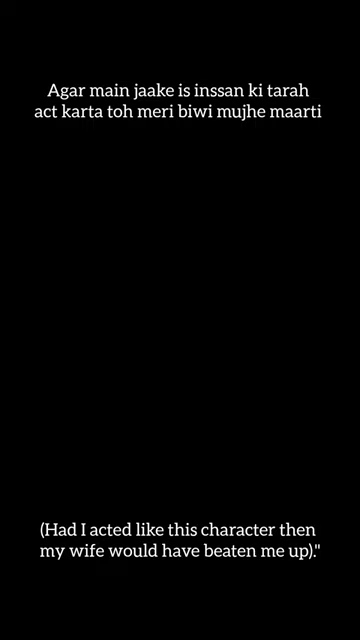 Agar main jaake is inssan ki tarah
act karta toh meri biwi mujhe maarti
(Had I acted like this character then
my wife would have beaten me up)."